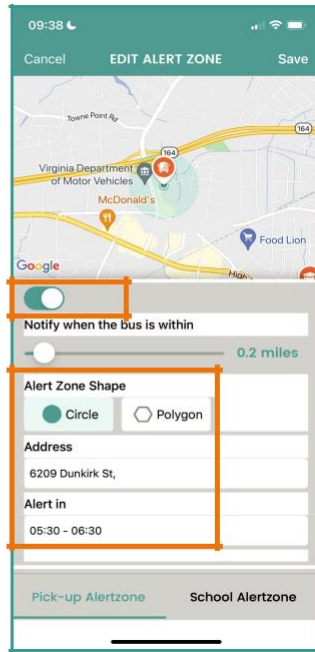 09:38
Cancel EDIT ALERT ZONE Save
Towne Point Rd
164
164
Virginia Department
of Motor Vehicles
McDonald's
Food Lion
Google
High
Notify when the bus is within
0.2 miles
Alert Zone Shape
Circle Polygon
Address
6209 Dunkirk St,
Alert in
05:30 - 06:30
Pick-up Alertzone School Alertzone